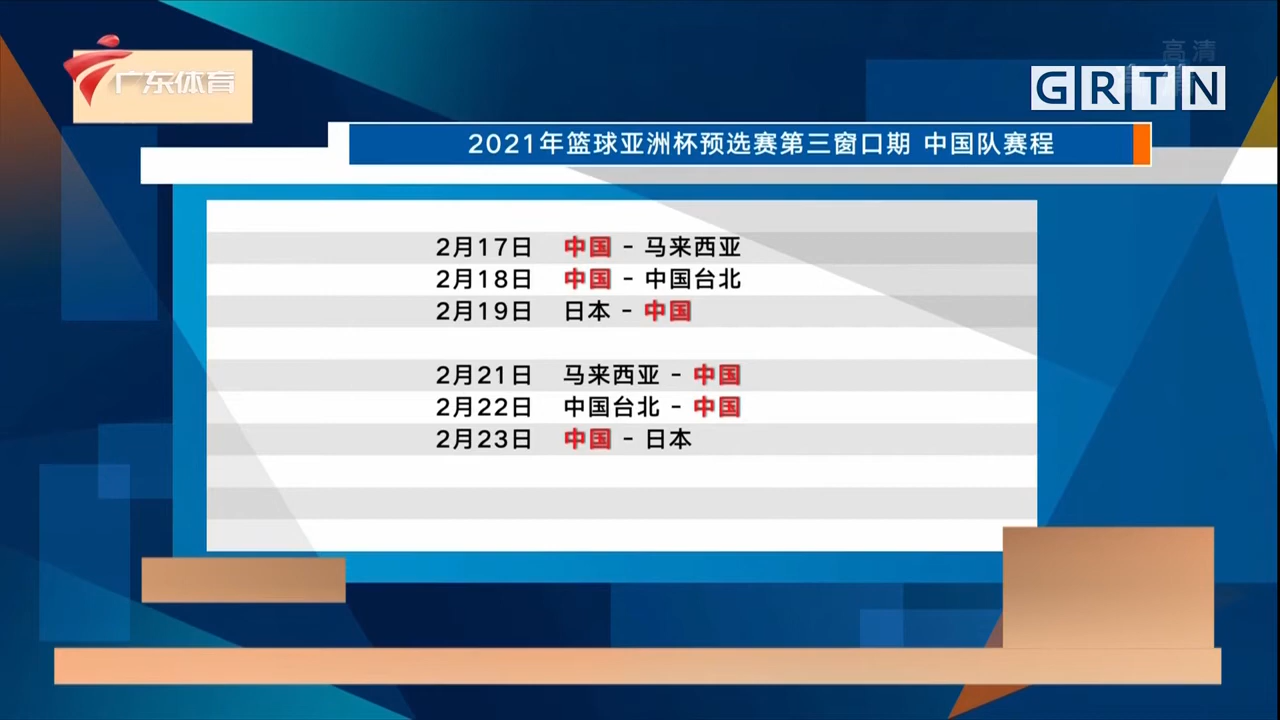 广东体育
高清
GRTN
2021年篮球亚洲杯预选赛第三窗口期 中国队赛程
2月17日 中国 - 马来西亚
2月18日 中国 - 中国台北
2月19日 日本 - 中国
2月21日 马来西亚 - 中国
2月22日 中国台北 - 中国
2月23日 中国 - 日本